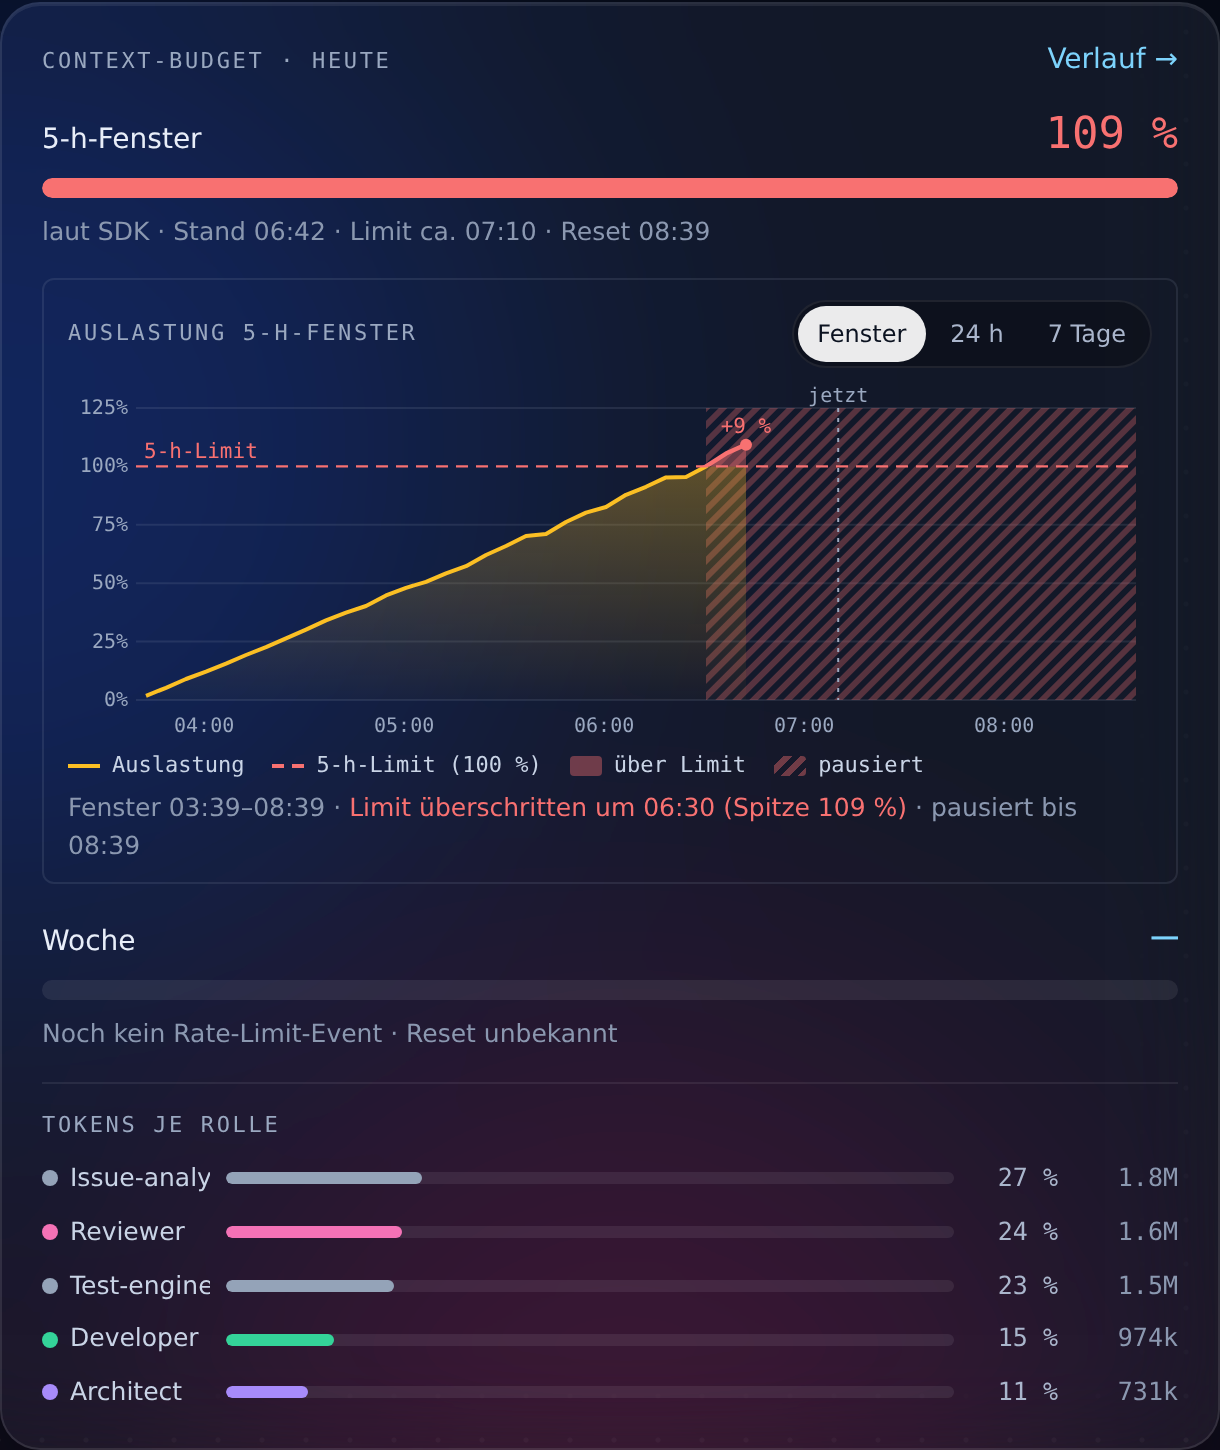 CONTEXT-BUDGET · HEUTE
Verlauf →
5-h-Fenster
109 %
laut SDK · Stand 06:42 · Limit ca. 07:10 · Reset 08:39
AUSLASTUNG 5-H-FENSTER
Fenster 24 h 7 Tage
jetzt
125%
+9 %
5-h-Limit
100%
75%
50%
25%
0%
04:00 05:00 06:00 07:00 08:00
Auslastung 5-h-Limit (100 %) über Limit pausiert
Fenster 03:39–08:39 · Limit überschritten um 06:30 (Spitze 109 %) · pausiert bis
08:39
Woche
—
Noch kein Rate-Limit-Event · Reset unbekannt
TOKENS JE ROLLE
Issue-analy 27 % 1.8M
Reviewer 24 % 1.6M
Test-engine 23 % 1.5M
Developer 15 % 974k
Architect 11 % 731k